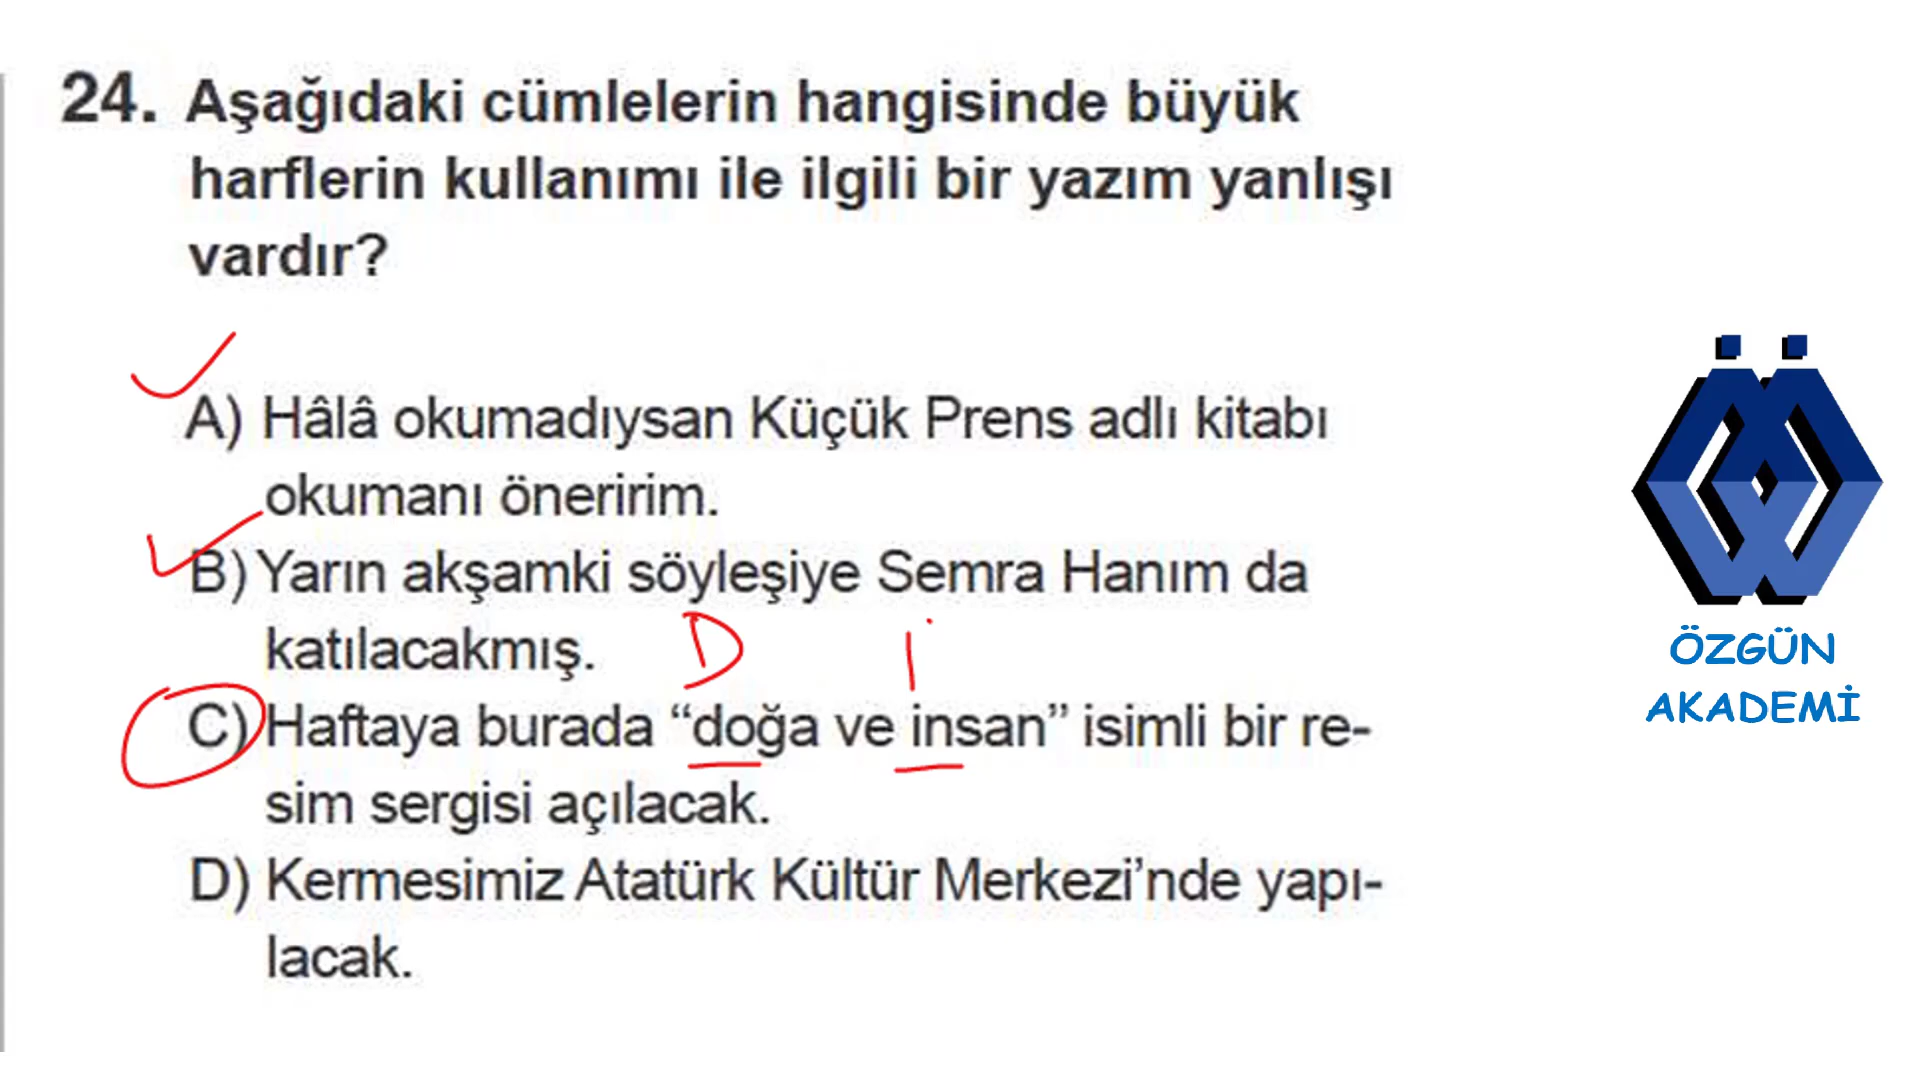 24. Aşağıdaki cümlelerin hangisinde büyük
harflerin kullanımı ile ilgili bir yazım yanlışı
vardır?
A) Hâlâ okumadıysan Küçük Prens adlı kitabı
okumanı öneririm.
B) Yarın akşamki söyleşiye Semra Hanım da
katılacakmış.
D İ
C) Haftaya burada “doğa ve insan” isimli bir re-
sim sergisi açılacak.
D) Kermesimiz Atatürk Kültür Merkezi’nde yapı-
lacak.
ÖZGÜN
AKADEMİ